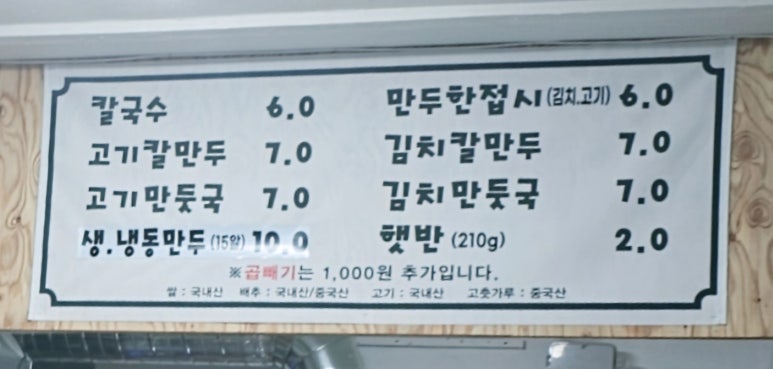 칼국수 6.0
고기칼만두 7.0
고기만둣국 7.0
생.냉동만두 (15알) 10.0
만두한접시 (김치.고기) 6.0
김치칼만두 7.0
김치만둣국 7.0
햇반 (210g) 2.0
※곱빼기는 1,000원 추가입니다.
쌀 : 국내산 배추 : 국내산/중국산 고기 : 국내산 고춧가루 : 중국산